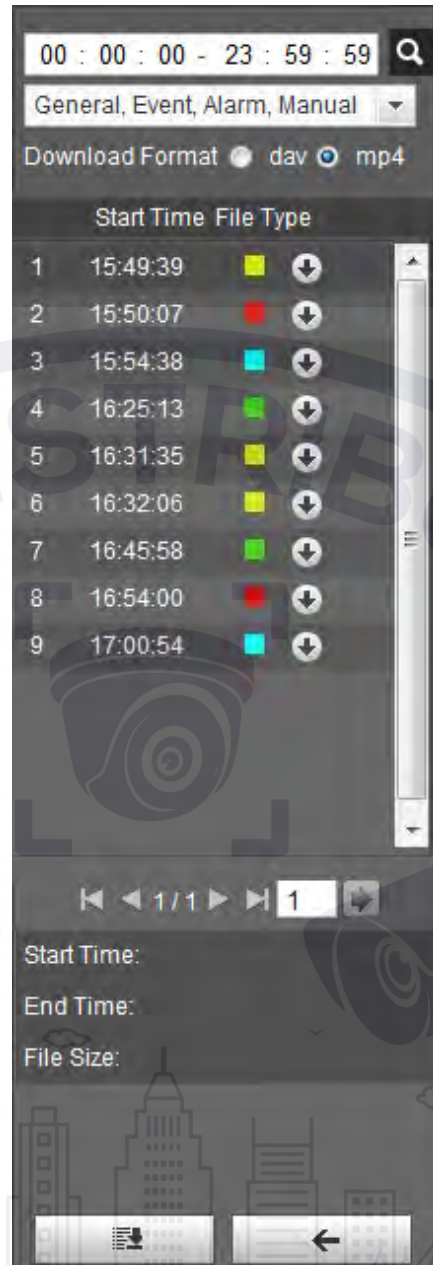 00 : 00 : 00 - 23 : 59 : 59
General, Event, Alarm, Manual
Download Format dav mp4
Start Time File Type
1 15:49:39
2 15:50:07
3 15:54:38
4 16:25:13
5 16:31:35
6 16:32:06
7 16:45:58
8 16:54:00
9 17:00:54
1 / 1 1
Start Time:
End Time:
File Size: